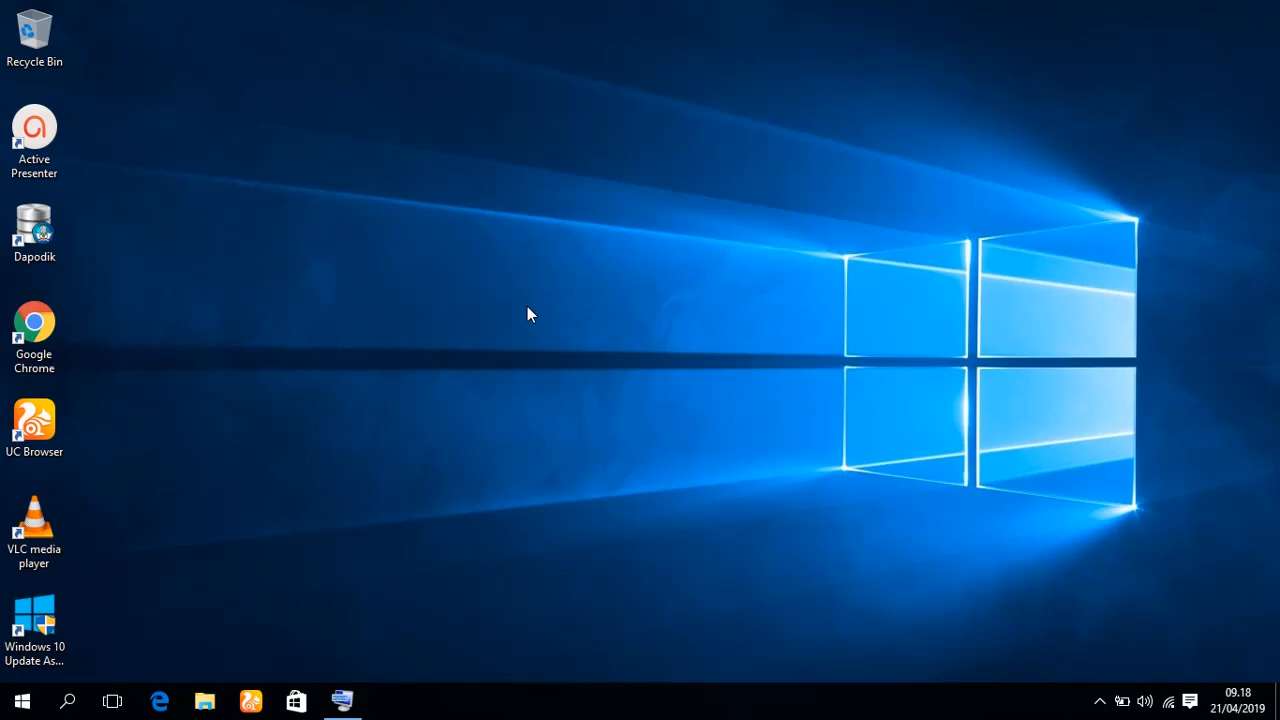 Recycle Bin
Active
Presenter
Dapodik
Google
Chrome
UC Browser
VLC media
player
Windows 10
Update As...
09.18
21/04/2019